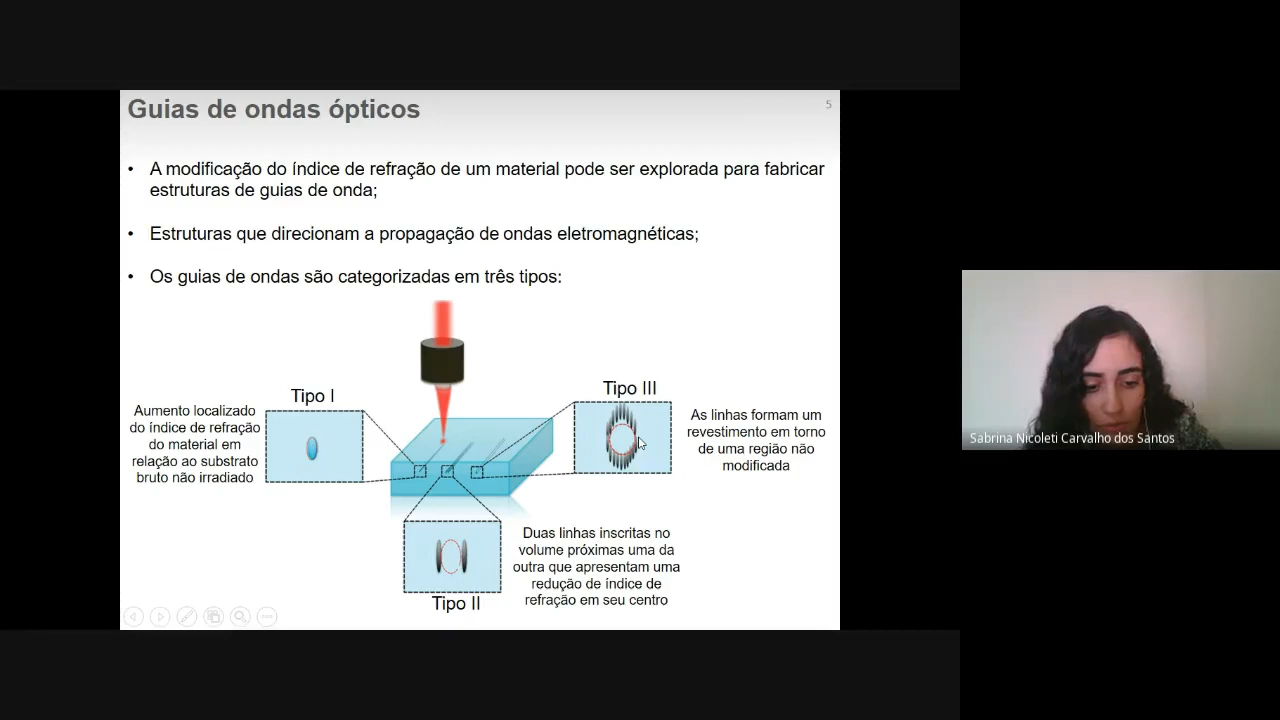 Guias de ondas ópticos
5
• A modificação do índice de refração de um material pode ser explorada para fabricar
estruturas de guias de onda;
• Estruturas que direcionam a propagação de ondas eletromagnéticas;
• Os guias de ondas são categorizadas em três tipos:
Tipo I
Aumento localizado
do índice de refração
do material em
relação ao substrato
bruto não irradiado
Tipo III
As linhas formam um
revestimento em torno
de uma região não
modificada
Duas linhas inscritas no
volume próximas uma da
outra que apresentam uma
redução de índice de
refração em seu centro
Tipo II
Sabrina Nicoleti Carvalho dos Santos